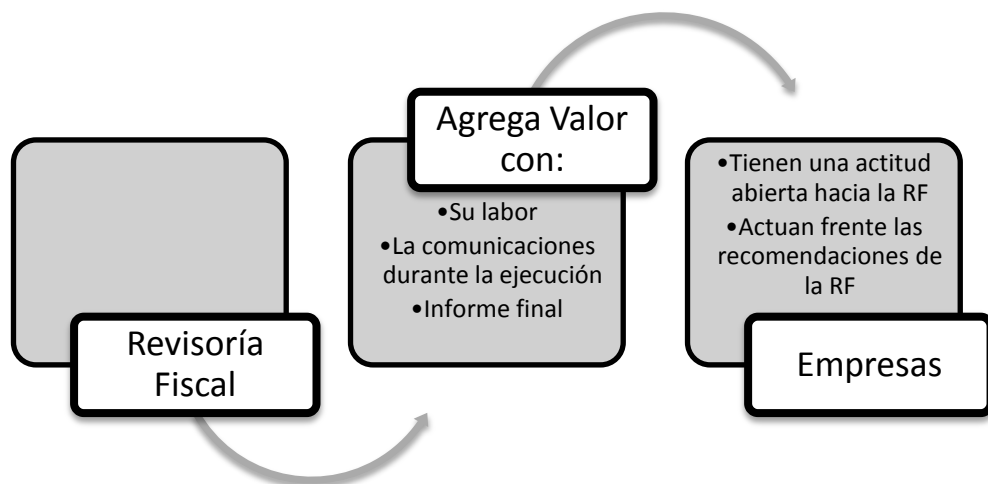 Revisoría
Fiscal
Agrega Valor
con:
•Su labor
•La comunicaciones
durante la ejecución
•Informe final
•Tienen una actitud
abierta hacia la RF
•Actuan frente las
recomendaciones de
la RF
Empresas